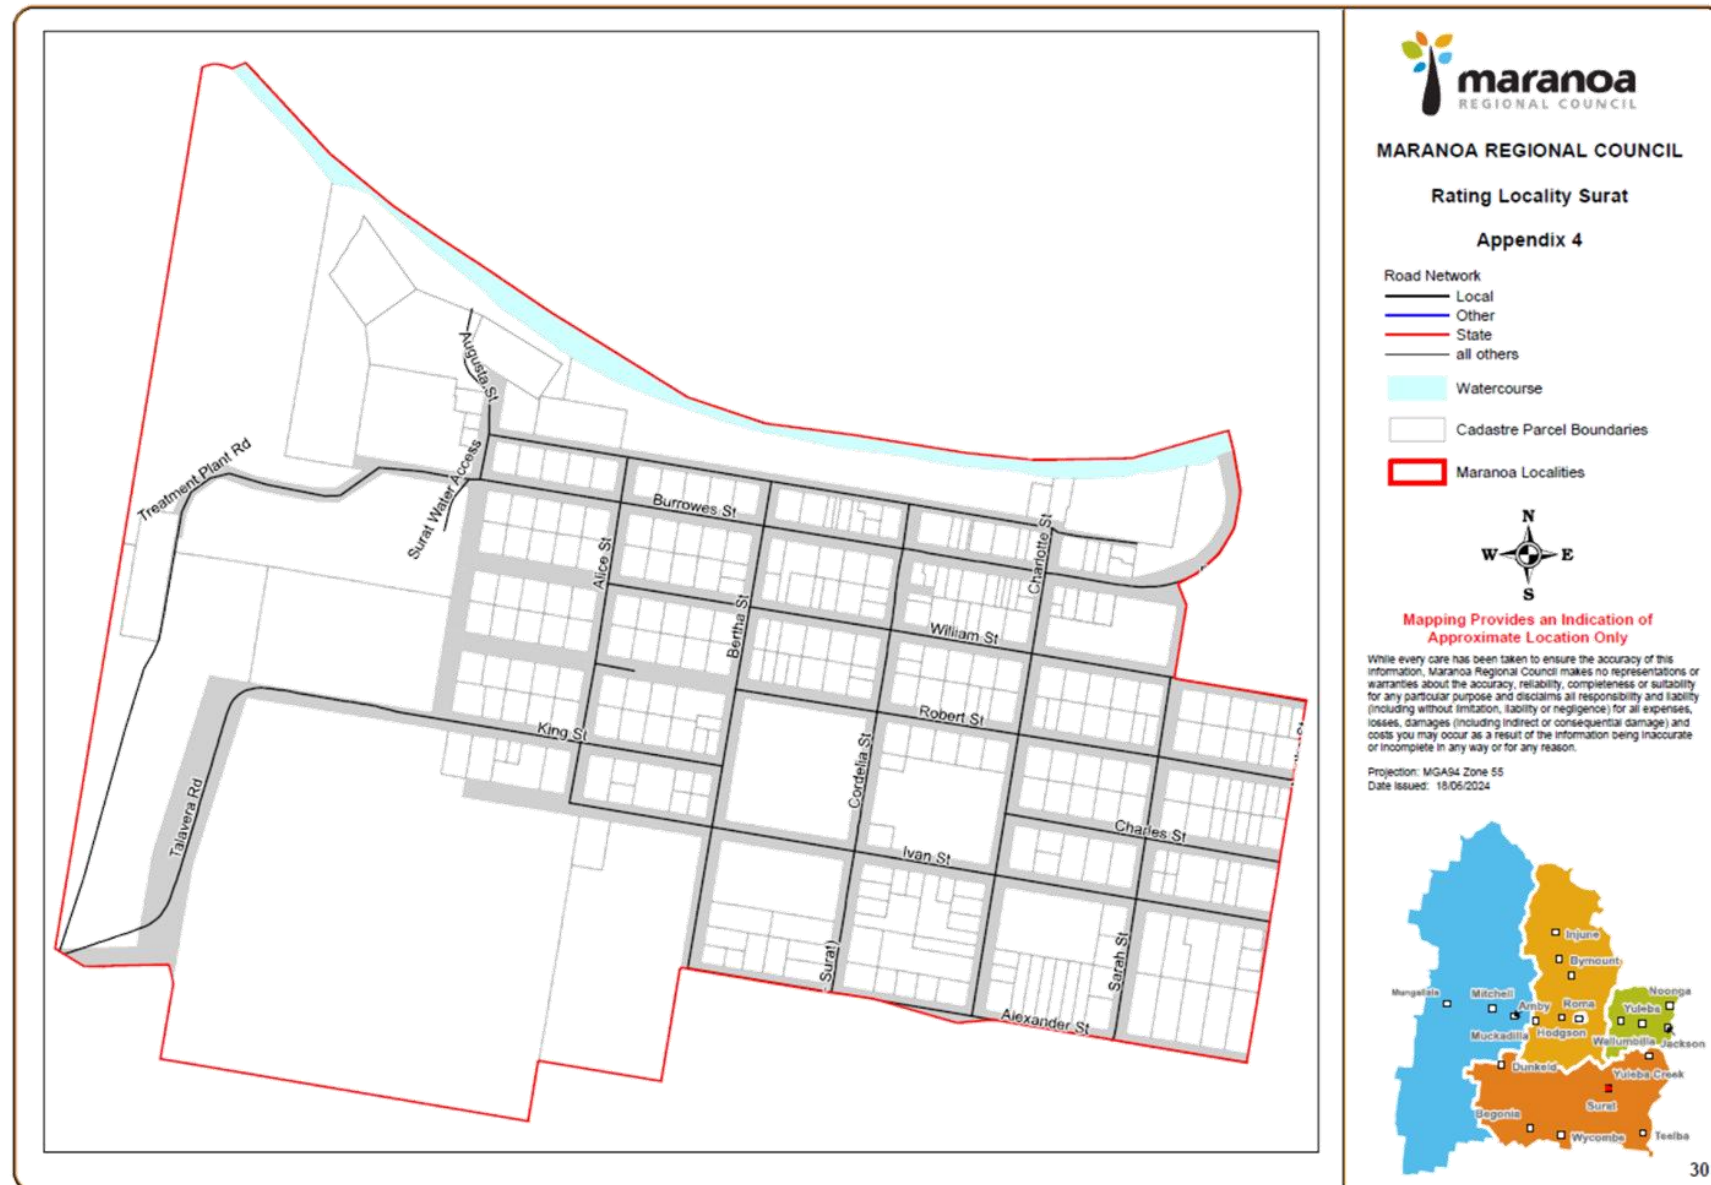 maranoa
REGIONAL COUNCIL
MARANOA REGIONAL COUNCIL
Rating Locality Surat
Appendix 4
Road Network
Local
Other
State
all others
Watercourse
Cadastre Parcel Boundaries
Maranoa Localities
N
W E
S
Mapping Provides an Indication of
Approximate Location Only
While every care has been taken to ensure the accuracy of this
information, Maranoa Regional Council makes no representations or
warranties about the accuracy, reliability, completeness or suitability
for any particular purpose and disclaims all responsibility and liability
(including without limitation, liability or negligence) for all expenses,
losses, damages (including indirect or consequential damage) and
costs you may occur as a result of the information being inaccurate
or incomplete in any way or for any reason.
Projection: MGA94 Zone 55
Date Issued: 18/06/2024
Augusta St
Treatment Plant Rd
Surat Water Access
Burrowes St
Alice St
Charlotte St
Bertha St
William St
Robert St
King St
Cordelia St
Talavera Rd
Charles St
Ivan St
Sarah St
- Surat)
Alexander St
Injune
Bymount
Mungallala
Mitchell
Amby
Roma
Noonga
Yuleba
Muckadilla
Hodgson
Wallumbilla
Jackson
Dunkeld
Yuleba Creek
Surat
Begonia
Wycombe
Teelba
30